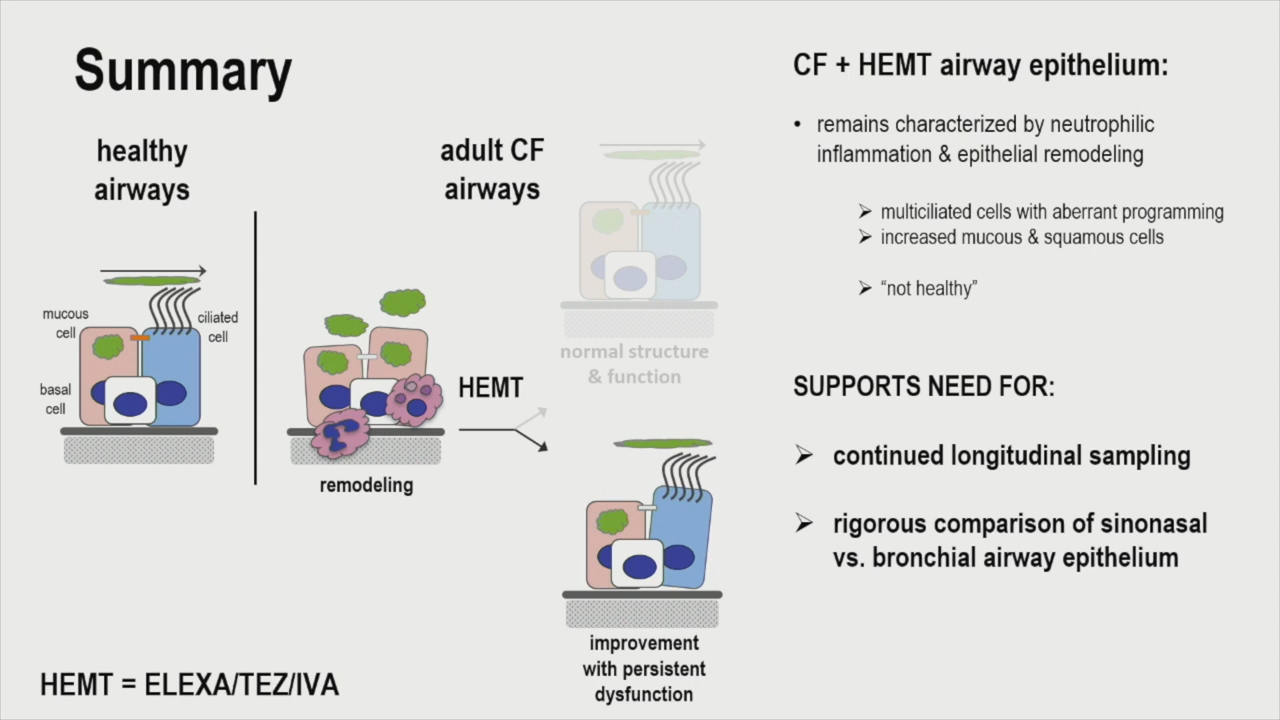 Summary
healthy
airways
mucous
cell
ciliated
cell
basal
cell
adult CF
airways
remodeling
HEMT
normal structure
& function
improvement
with persistent
dysfunction
HEMT = ELEXA/TEZ/IVA
CF + HEMT airway epithelium:
• remains characterized by neutrophilic
inflammation & epithelial remodeling
➢ multiciliated cells with aberrant programming
➢ increased mucous & squamous cells
➢ “not healthy”
SUPPORTS NEED FOR:
➢ continued longitudinal sampling
➢ rigorous comparison of sinonasal
vs. bronchial airway epithelium